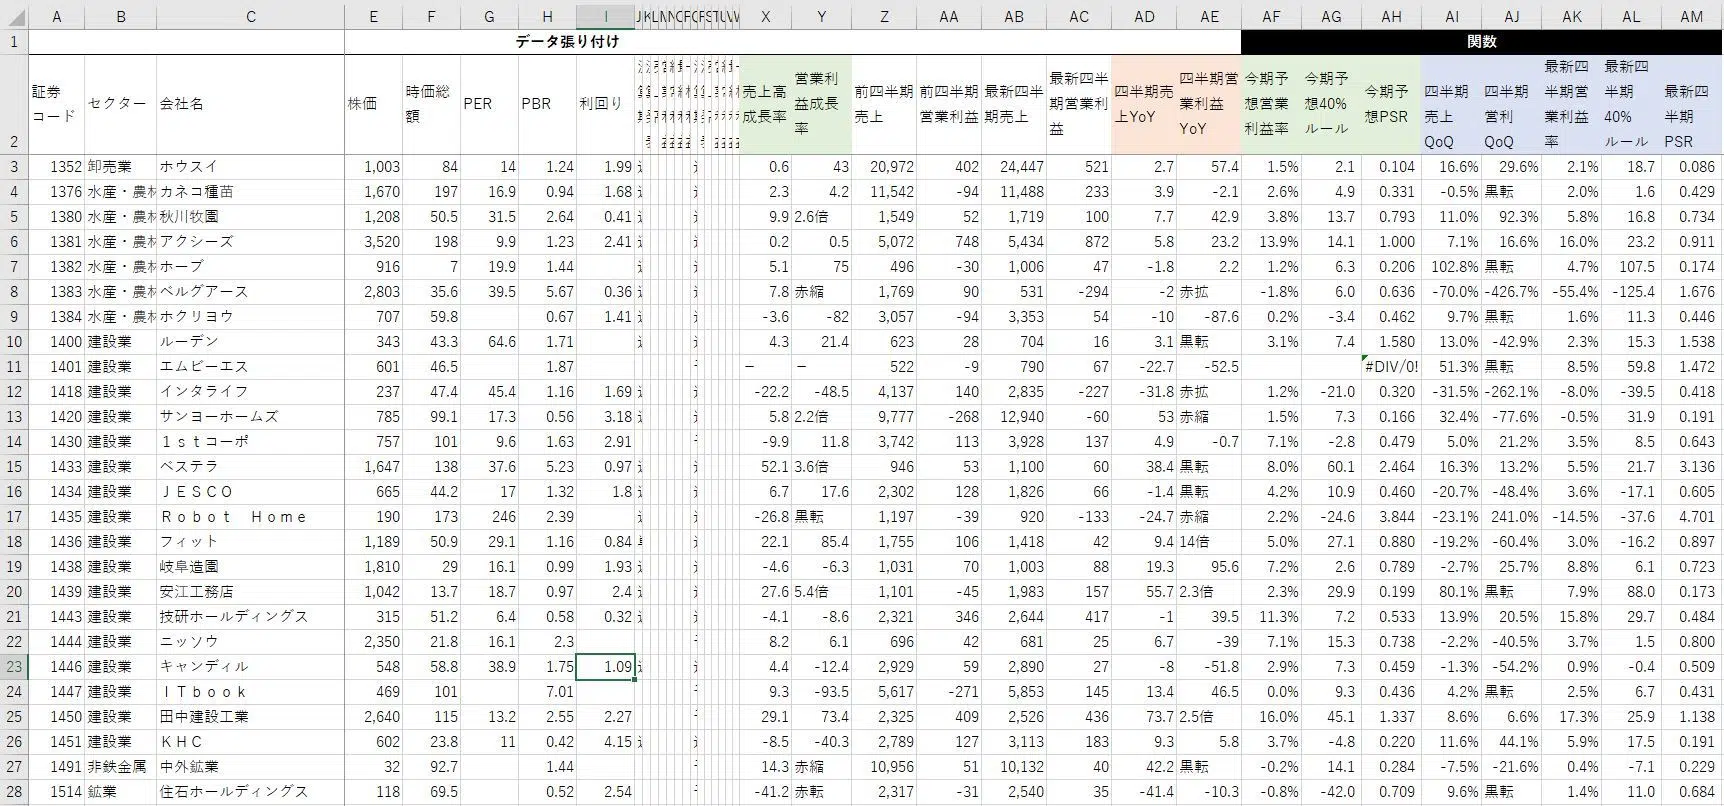 A B C E F G H I J K L M N O P Q R S T U V W X Y Z AA AB AC AD AE AF AG AH AI AJ AK AL AM
1 データ張り付け 関数
2 証券コード セクター 会社名 株価 時価総額 PER PBR 利回り 売上高成長率 営業利益成長率 前四半期売上 前四半期営業利益 最新四半期売上 最新四半期営業利益 四半期売上YoY 四半期営業利益YoY 今期予想営業利益率 今期予想40%ルール 今期予想PSR 四半期売上QoQ 四半期営利QoQ 最新四半期営業利益率 最新四半期40%ルール 最新四半期PSR
3 1352 卸売業 ホウスイ 1,003 84 14 1.24 1.99 0.6 43 20,972 402 24,447 521 2.7 57.4 1.5% 2.1 0.104 16.6% 29.6% 2.1% 18.7 0.086
4 1376 水産・農林 カネコ種苗 1,670 197 16.9 0.94 1.68 2.3 4.2 11,542 -94 11,488 233 3.9 -2.1 2.6% 4.9 0.331 -0.5% 黒転 2.0% 1.6 0.429
5 1380 水産・農林 秋川牧園 1,208 50.5 31.5 2.64 0.41 9.9 2.6倍 1,549 52 1,719 100 7.7 42.9 3.8% 13.7 0.793 11.0% 92.3% 5.8% 16.8 0.734
6 1381 水産・農林 アクシーズ 3,520 198 9.9 1.23 2.41 0.2 0.5 5,072 748 5,434 872 5.8 23.2 13.9% 14.1 1.000 7.1% 16.6% 16.0% 23.2 0.911
7 1382 水産・農林 ホーブ 916 7 19.9 1.44 5.1 75 496 -30 1,006 47 -1.8 2.2 1.2% 6.3 0.206 102.8% 黒転 4.7% 107.5 0.174
8 1383 水産・農林 ベルグアース 2,803 35.6 39.5 5.67 0.36 7.8 赤縮 1,769 90 531 -294 -2 赤拡 -1.8% 6.0 0.636 -70.0% -426.7% -55.4% -125.4 1.676
9 1384 水産・農林 ホクリヨウ 707 59.8 0.67 1.41 -3.6 -82 3,057 -94 3,353 54 -10 -87.6 0.2% -3.4 0.462 9.7% 黒転 1.6% 11.3 0.446
10 1400 建設業 ルーデン 343 43.3 64.6 1.71 4.3 21.4 623 28 704 16 3.1 黒転 3.1% 7.4 1.580 13.0% -42.9% 2.3% 15.3 1.538
11 1401 建設業 エムビーエス 601 46.5 1.87 – – 522 -9 790 67 -22.7 -52.5 #DIV/0! 51.3% 黒転 8.5% 59.8 1.472
12 1418 建設業 インタライフ 237 47.4 45.4 1.16 1.69 -22.2 -48.5 4,137 140 2,835 -227 -31.8 赤拡 1.2% -21.0 0.320 -31.5% -262.1% -8.0% -39.5 0.418
13 1420 建設業 サンヨーホームズ 785 99.1 17.3 0.56 3.18 5.8 2.2倍 9,777 -268 12,940 -60 53 赤縮 1.5% 7.3 0.166 32.4% -77.6% -0.5% 31.9 0.191
14 1430 建設業 １ｓｔコーポ 757 101 9.6 1.63 2.91 -9.9 11.8 3,742 113 3,928 137 4.9 -0.7 7.1% -2.8 0.479 5.0% 21.2% 3.5% 8.5 0.643
15 1433 建設業 ベステラ 1,647 138 37.6 5.23 0.97 52.1 3.6倍 946 53 1,100 60 38.4 黒転 8.0% 60.1 2.464 16.3% 13.2% 5.5% 21.7 3.136
16 1434 建設業 ＪＥＳＣＯ 665 44.2 17 1.32 1.8 6.7 17.6 2,302 128 1,826 66 -1.4 黒転 4.2% 10.9 0.460 -20.7% -48.4% 3.6% -17.1 0.605
17 1435 建設業 Ｒｏｂｏｔ　Ｈｏｍｅ 190 173 246 2.39 -26.8 黒転 1,197 -39 920 -133 -24.7 赤縮 2.2% -24.6 3.844 -23.1% 241.0% -14.5% -37.6 4.701
18 1436 建設業 フィット 1,189 50.9 29.1 1.16 0.84 22.1 85.4 1,755 106 1,418 42 9.4 14倍 5.0% 27.1 0.880 -19.2% -60.4% 3.0% -16.2 0.897
19 1438 建設業 岐阜造園 1,810 29 16.1 0.99 1.93 -4.6 -6.3 1,031 70 1,003 88 19.3 95.6 7.2% 2.6 0.789 -2.7% 25.7% 8.8% 6.1 0.723
20 1439 建設業 安江工務店 1,042 13.7 18.7 0.97 2.4 27.6 5.4倍 1,101 -45 1,983 157 55.7 2.3倍 2.3% 29.9 0.199 80.1% 黒転 7.9% 88.0 0.173
21 1443 建設業 技研ホールディングス 315 51.2 6.4 0.58 0.32 -4.1 -8.6 2,321 346 2,644 417 -1 39.5 11.3% 7.2 0.533 13.9% 20.5% 15.8% 29.7 0.484
22 1444 建設業 ニッソウ 2,350 21.8 16.1 2.3 8.2 6.1 696 42 681 25 6.7 -39 7.1% 15.3 0.738 -2.2% -40.5% 3.7% 1.5 0.800
23 1446 建設業 キャンディル 548 58.8 38.9 1.75 1.09 4.4 -12.4 2,929 59 2,890 27 -8 -51.8 2.9% 7.3 0.459 -1.3% -54.2% 0.9% -0.4 0.509
24 1447 建設業 ＩＴｂｏｏｋ 469 101 7.01 9.3 -93.5 5,617 -271 5,853 145 13.4 46.5 0.0% 9.3 0.436 4.2% 黒転 2.5% 6.7 0.431
25 1450 建設業 田中建設工業 2,640 115 13.2 2.55 2.27 29.1 73.4 2,325 409 2,526 436 73.7 2.5倍 16.0% 45.1 1.337 8.6% 6.6% 17.3% 25.9 1.138
26 1451 建設業 ＫＨＣ 602 23.8 11 0.42 4.15 -8.5 -40.3 2,789 127 3,113 183 9.3 5.8 3.7% -4.8 0.220 11.6% 44.1% 5.9% 17.5 0.191
27 1491 非鉄金属 中外鉱業 32 92.7 1.44 14.3 赤縮 10,956 51 10,132 40 42.2 黒転 -0.2% 14.1 0.284 -7.5% -21.6% 0.4% -7.1 0.229
28 1514 鉱業 住石ホールディングス 118 69.5 0.52 2.54 -41.2 赤転 2,317 -31 2,540 35 -41.4 -10.3 -0.8% -42.0 0.709 9.6% 黒転 1.4% 11.0 0.684